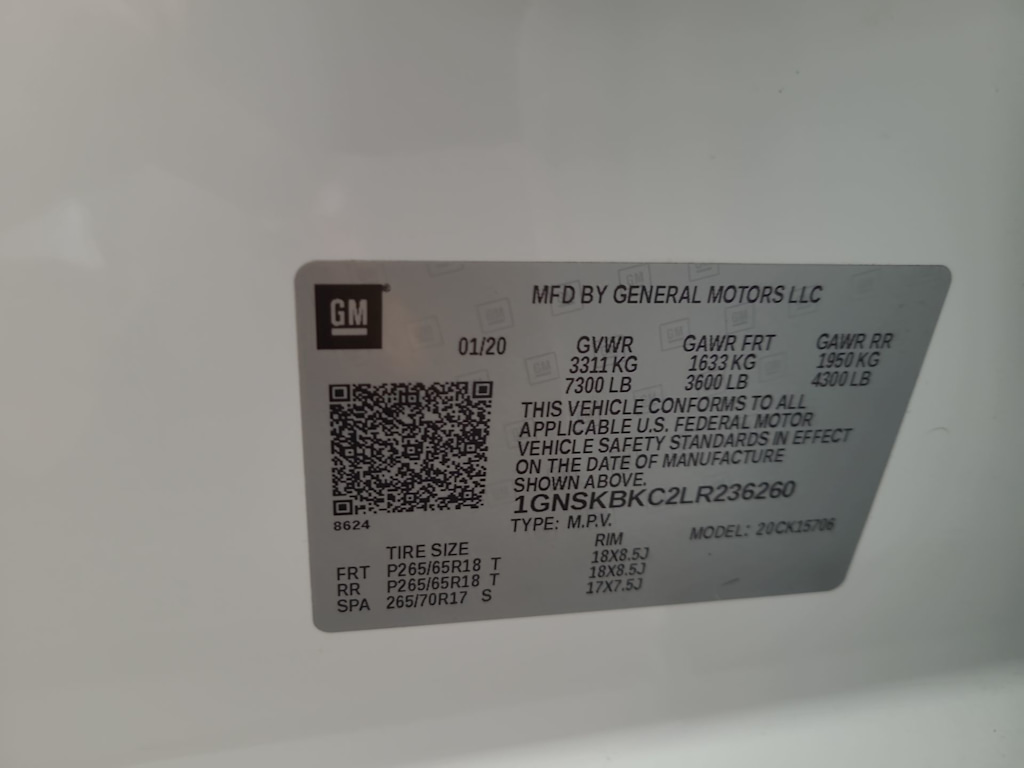 GM
MFD BY GENERAL MOTORS LLC
01/20
GVWR GAWR FRT GAWR RR
3311 KG 1633 KG 1950 KG
7300 LB 3600 LB 4300 LB
THIS VEHICLE CONFORMS TO ALL
APPLICABLE U.S. FEDERAL MOTOR
VEHICLE SAFETY STANDARDS IN EFFECT
ON THE DATE OF MANUFACTURE
SHOWN ABOVE.
1GNSKBKC2LR236260
8624
TYPE: M.P.V. MODEL: 20CK15706
TIRE SIZE RIM
FRT P265/65R18 T 18X8.5J
RR P265/65R18 T 18X8.5J
SPA 265/70R17 S 17X7.5J